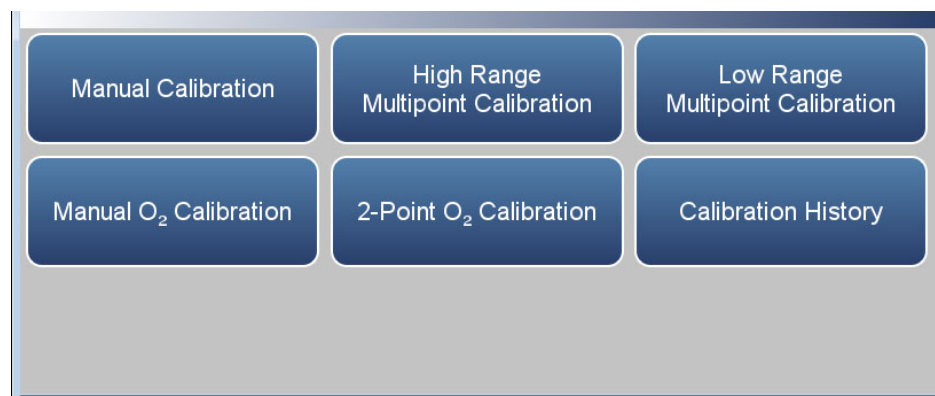 Manual Calibration
High Range
Multipoint Calibration
Low Range
Multipoint Calibration
Manual O₂ Calibration
2-Point O₂ Calibration
Calibration History